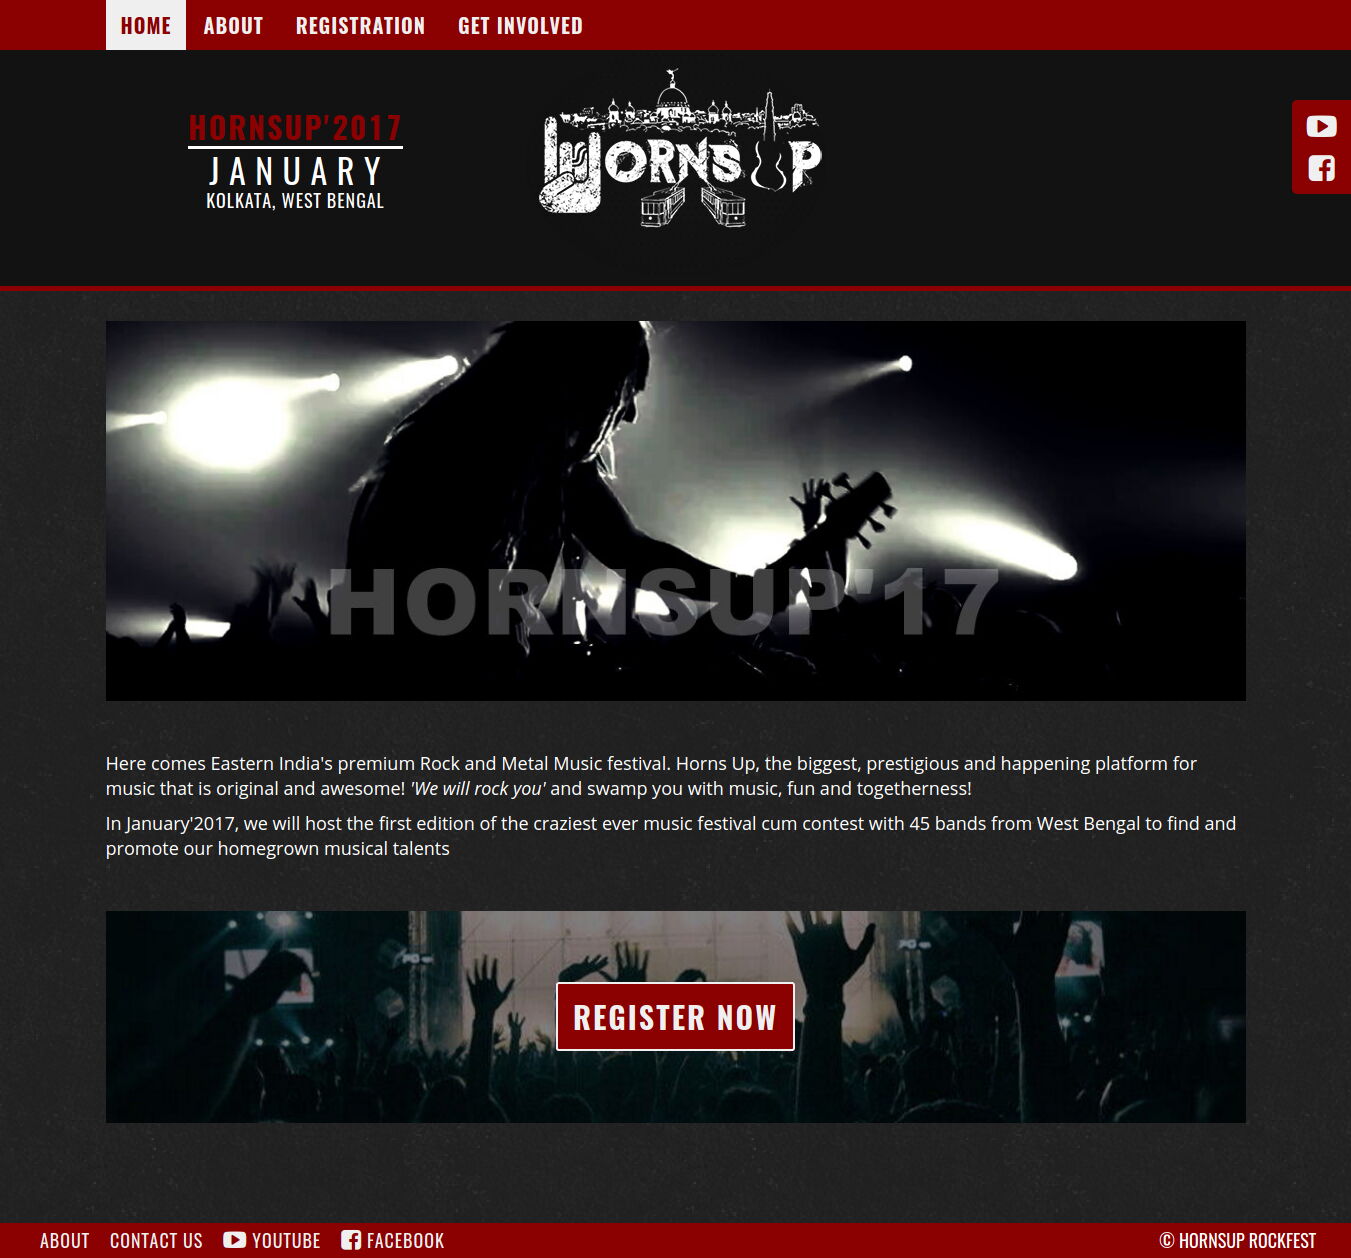 HOME ABOUT REGISTRATION GET INVOLVED
HORNSUP'2017
JANUARY
KOLKATA, WEST BENGAL
HORNS UP
HORNSUP'17
Here comes Eastern India's premium Rock and Metal Music festival. Horns Up, the biggest, prestigious and happening platform for
music that is original and awesome! 'We will rock you' and swamp you with music, fun and togetherness!
In January'2017, we will host the first edition of the craziest ever music festival cum contest with 45 bands from West Bengal to find and
promote our homegrown musical talents
REGISTER NOW
ABOUT CONTACT US YOUTUBE FACEBOOK © HORNSUP ROCKFEST